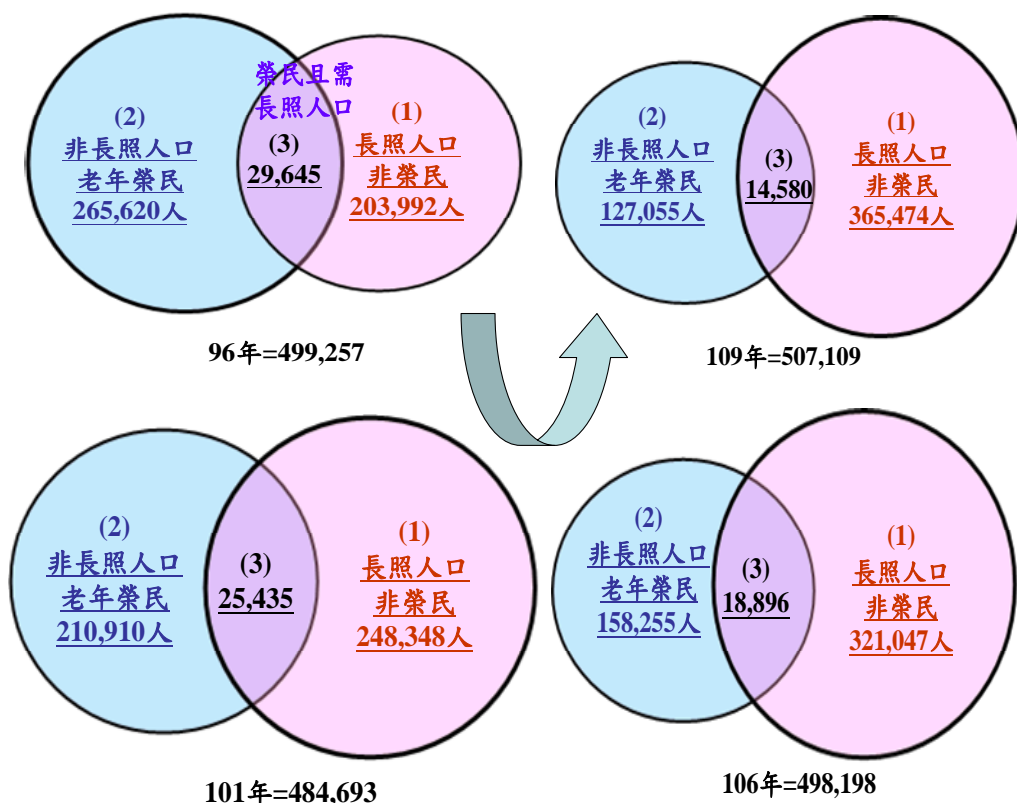 榮民且需
長照人口
(2)
非長照人口
老年榮民
265,620人
(3)
29,645
(1)
長照人口
非榮民
203,992人
96年=499,257
(2)
非長照人口
老年榮民
127,055人
(3)
14,580
(1)
長照人口
非榮民
365,474人
109年=507,109
(2)
非長照人口
老年榮民
210,910人
(3)
25,435
(1)
長照人口
非榮民
248,348人
101年=484,693
(2)
非長照人口
老年榮民
158,255人
(3)
18,896
(1)
長照人口
非榮民
321,047人
106年=498,198